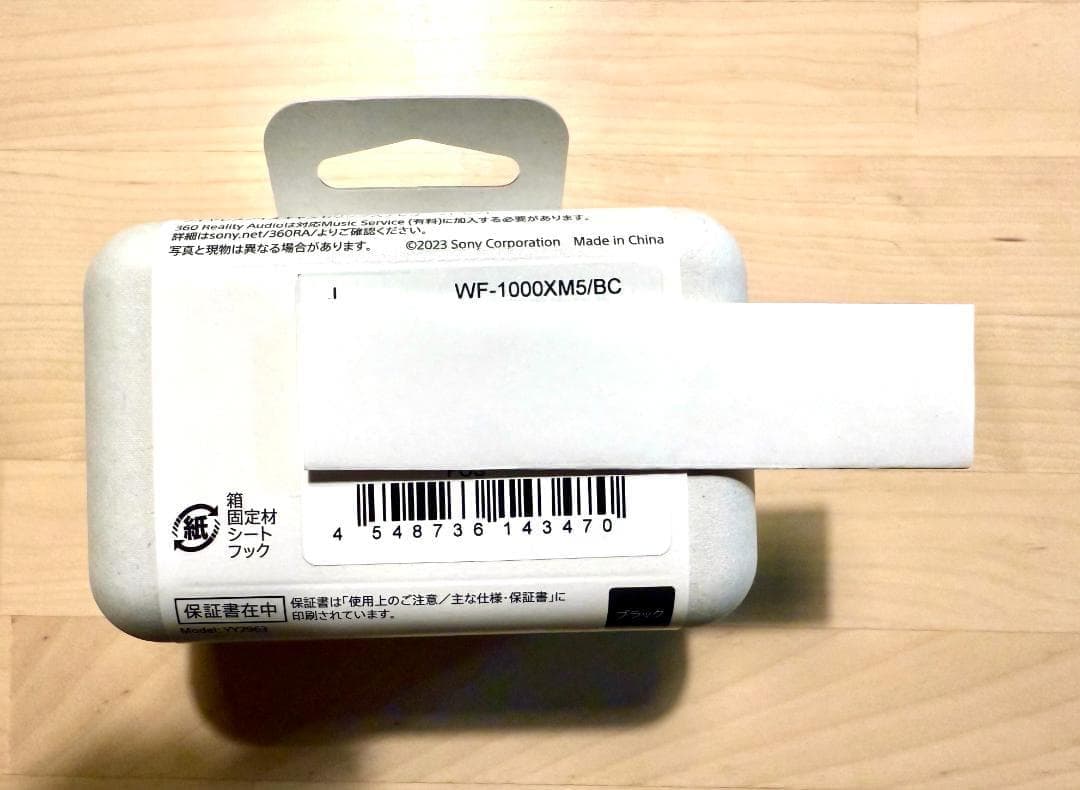 360 Reality Audioは対応Music Service (有料)に加入する必要があります。
詳細はsony.net/360RA/よりご確認ください。
写真と現物は異なる場合があります。 ©2023 Sony Corporation Made in China
WF-1000XM5/BC
4 548736 143470
紙
箱
固定材
シート
フック
保証書在中
保証書は「使用上のご注意／主な仕様・保証書」に
印刷されています。
ブラック
Model: YY2963